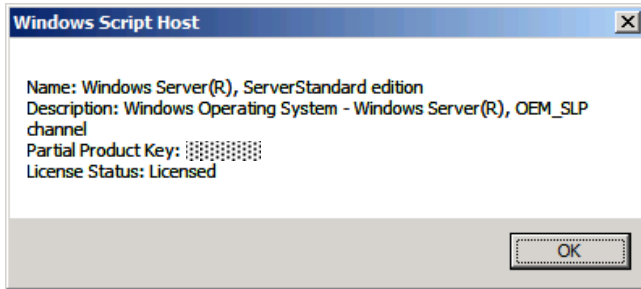 Windows Script Host
Name: Windows Server(R), ServerStandard edition
Description: Windows Operating System - Windows Server(R), OEM_SLP
channel
Partial Product Key:
License Status: Licensed
OK